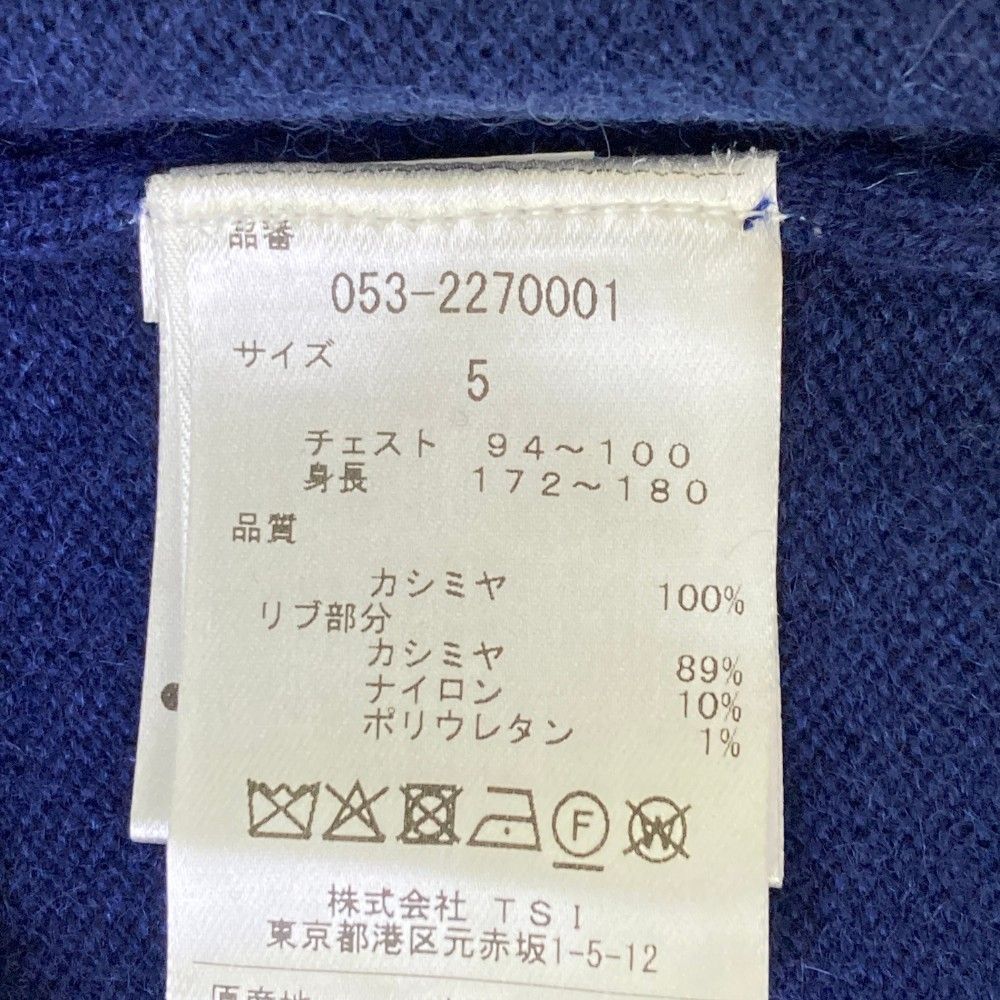 品番
053-2270001
サイズ
5
チェスト 94～100
身長 172～180
品質
カシミヤ 100%
リブ部分
カシミヤ 89%
ナイロン 10%
ポリウレタン 1%
F W
株式会社 TSI
東京都港区元赤坂1-5-12
原産地